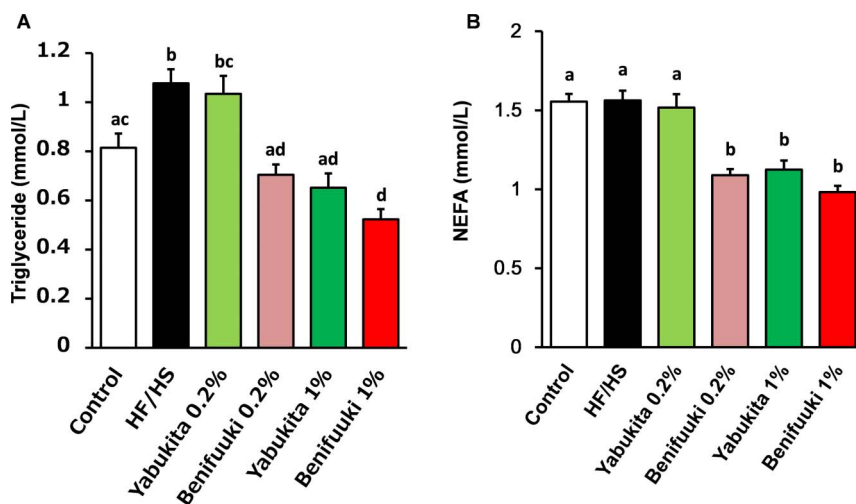 A
Triglyceride (mmol/L)
1.2
1
0.8
0.6
0.4
0.2
0
ac
b
bc
ad
ad
d
Control
HF/HS
Yabukita 0.2%
Benifuuki 0.2%
Yabukita 1%
Benifuuki 1%
B
NEFA (mmol/L)
2
1.5
1
0.5
0
a
a
a
b
b
b
Control
HF/HS
Yabukita 0.2%
Benifuuki 0.2%
Yabukita 1%
Benifuuki 1%